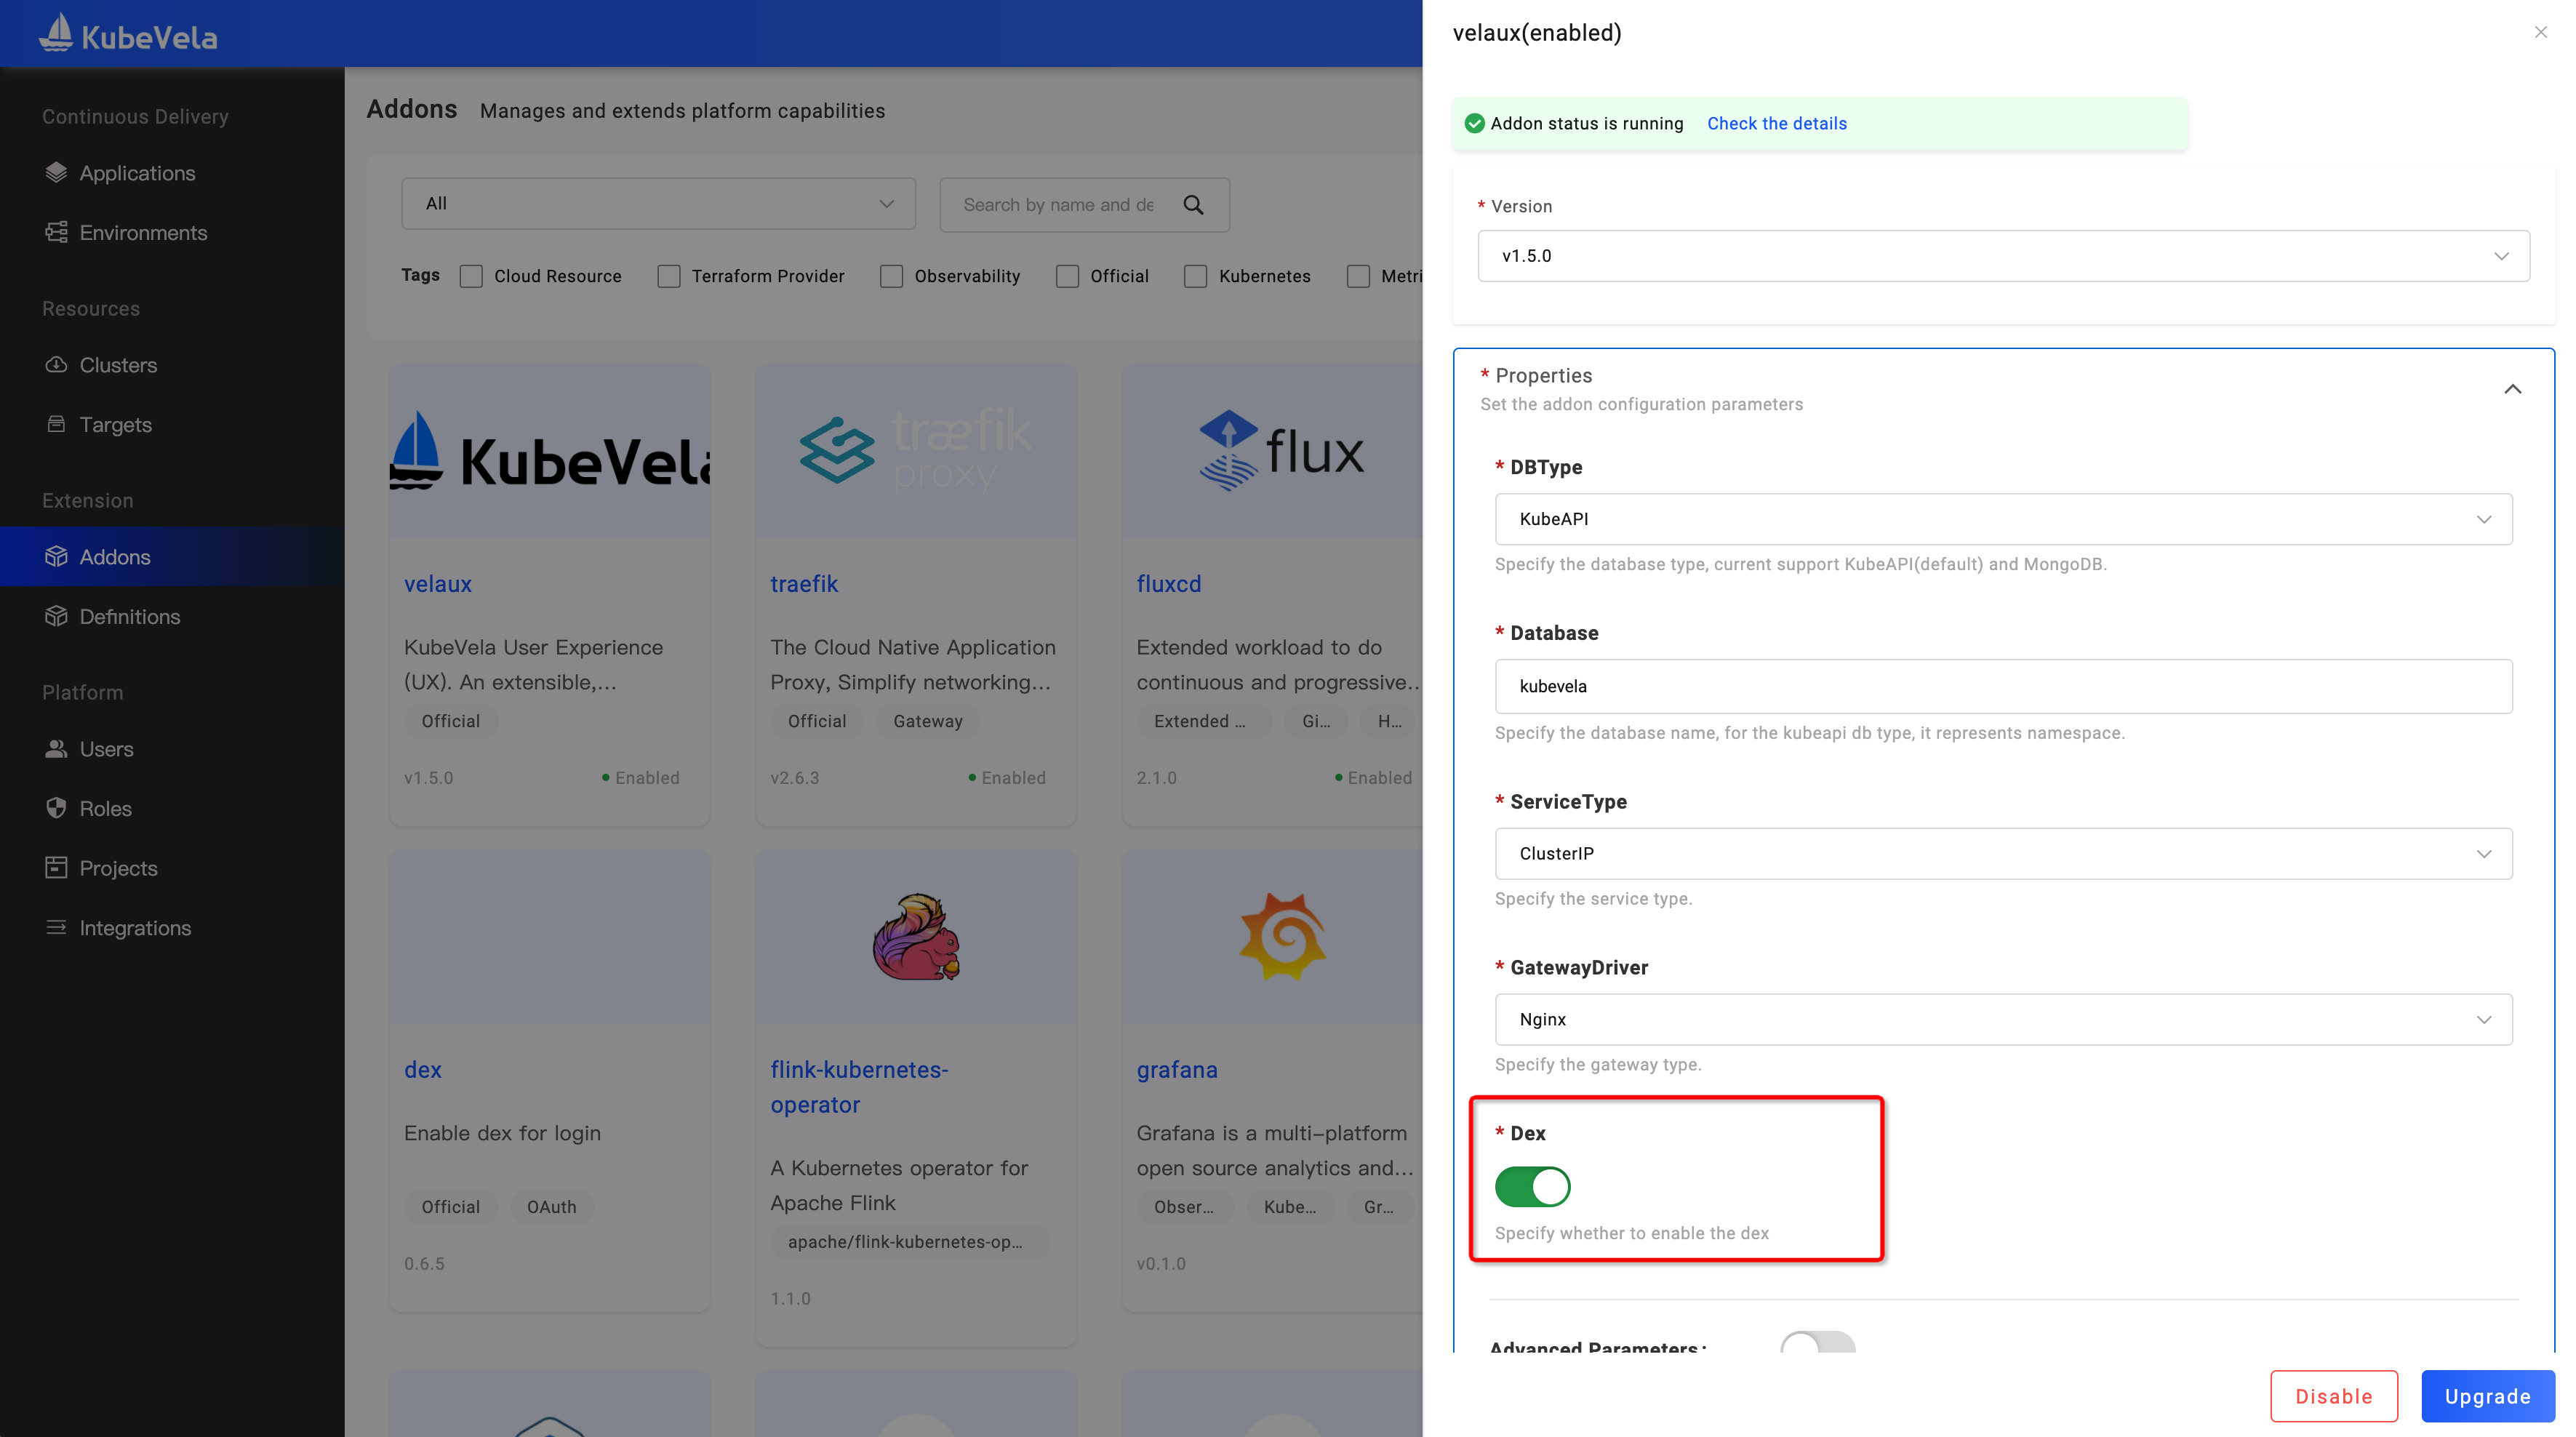 KubeVela
Continuous Delivery
Applications
Environments
Resources
Clusters
Targets
Extension
Addons
Definitions
Platform
Users
Roles
Projects
Integrations
Addons Manages and extends platform capabilities
All
Search by name and de
Tags Cloud Resource Terraform Provider Observability Official Kubernetes Metri
KubeVela
velaux
KubeVela User Experience
(UX). An extensible,...
Official
v1.5.0 Enabled
træfik
proxy
traefik
The Cloud Native Application
Proxy, Simplify networking...
Official Gateway
v2.6.3 Enabled
flux
fluxcd
Extended workload to do
continuous and progressive...
Extended ... Gi... H...
2.1.0 Enabled
dex
Enable dex for login
Official OAuth
0.6.5
flink-kubernetes-
operator
A Kubernetes operator for
Apache Flink
apache/flink-kubernetes-op...
1.1.0
grafana
Grafana is a multi-platform
open source analytics and...
Obser... Kube... Gr...
v0.1.0
velaux(enabled)
Addon status is running Check the details
* Version
v1.5.0
* Properties
Set the addon configuration parameters
* DBType
KubeAPI
Specify the database type, current support KubeAPI(default) and MongoDB.
* Database
kubevela
Specify the database name, for the kubeapi db type, it represents namespace.
* ServiceType
ClusterIP
Specify the service type.
* GatewayDriver
Nginx
Specify the gateway type.
* Dex
Specify whether to enable the dex
Advanced Parameters:
Disable Upgrade